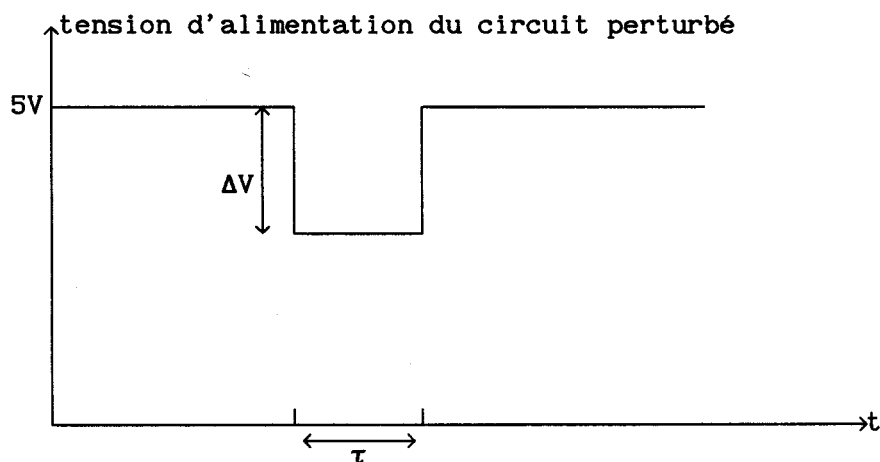 tension d'alimentation du circuit perturbé
5V
ΔV
t
τ